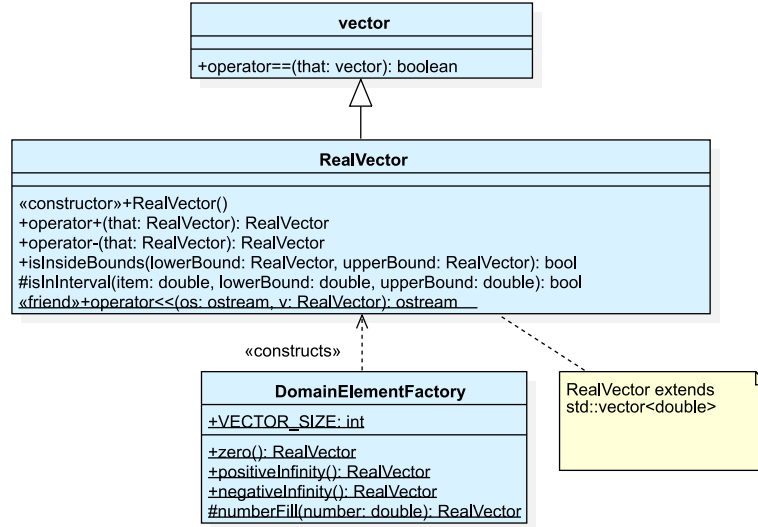 vector
+operator==(that: vector): boolean
RealVector
«constructor»+RealVector()
+operator+(that: RealVector): RealVector
+operator-(that: RealVector): RealVector
+isInsideBounds(lowerBound: RealVector, upperBound: RealVector): bool
#isInInterval(item: double, lowerBound: double, upperBound: double): bool
«friend»+operator<<(os: ostream, v: RealVector): ostream
«constructs»
DomainElementFactory
+VECTOR_SIZE: int
+zero(): RealVector
+positiveInfinity(): RealVector
+negativeInfinity(): RealVector
#numberFill(number: double): RealVector
RealVector extends
std::vector<double>